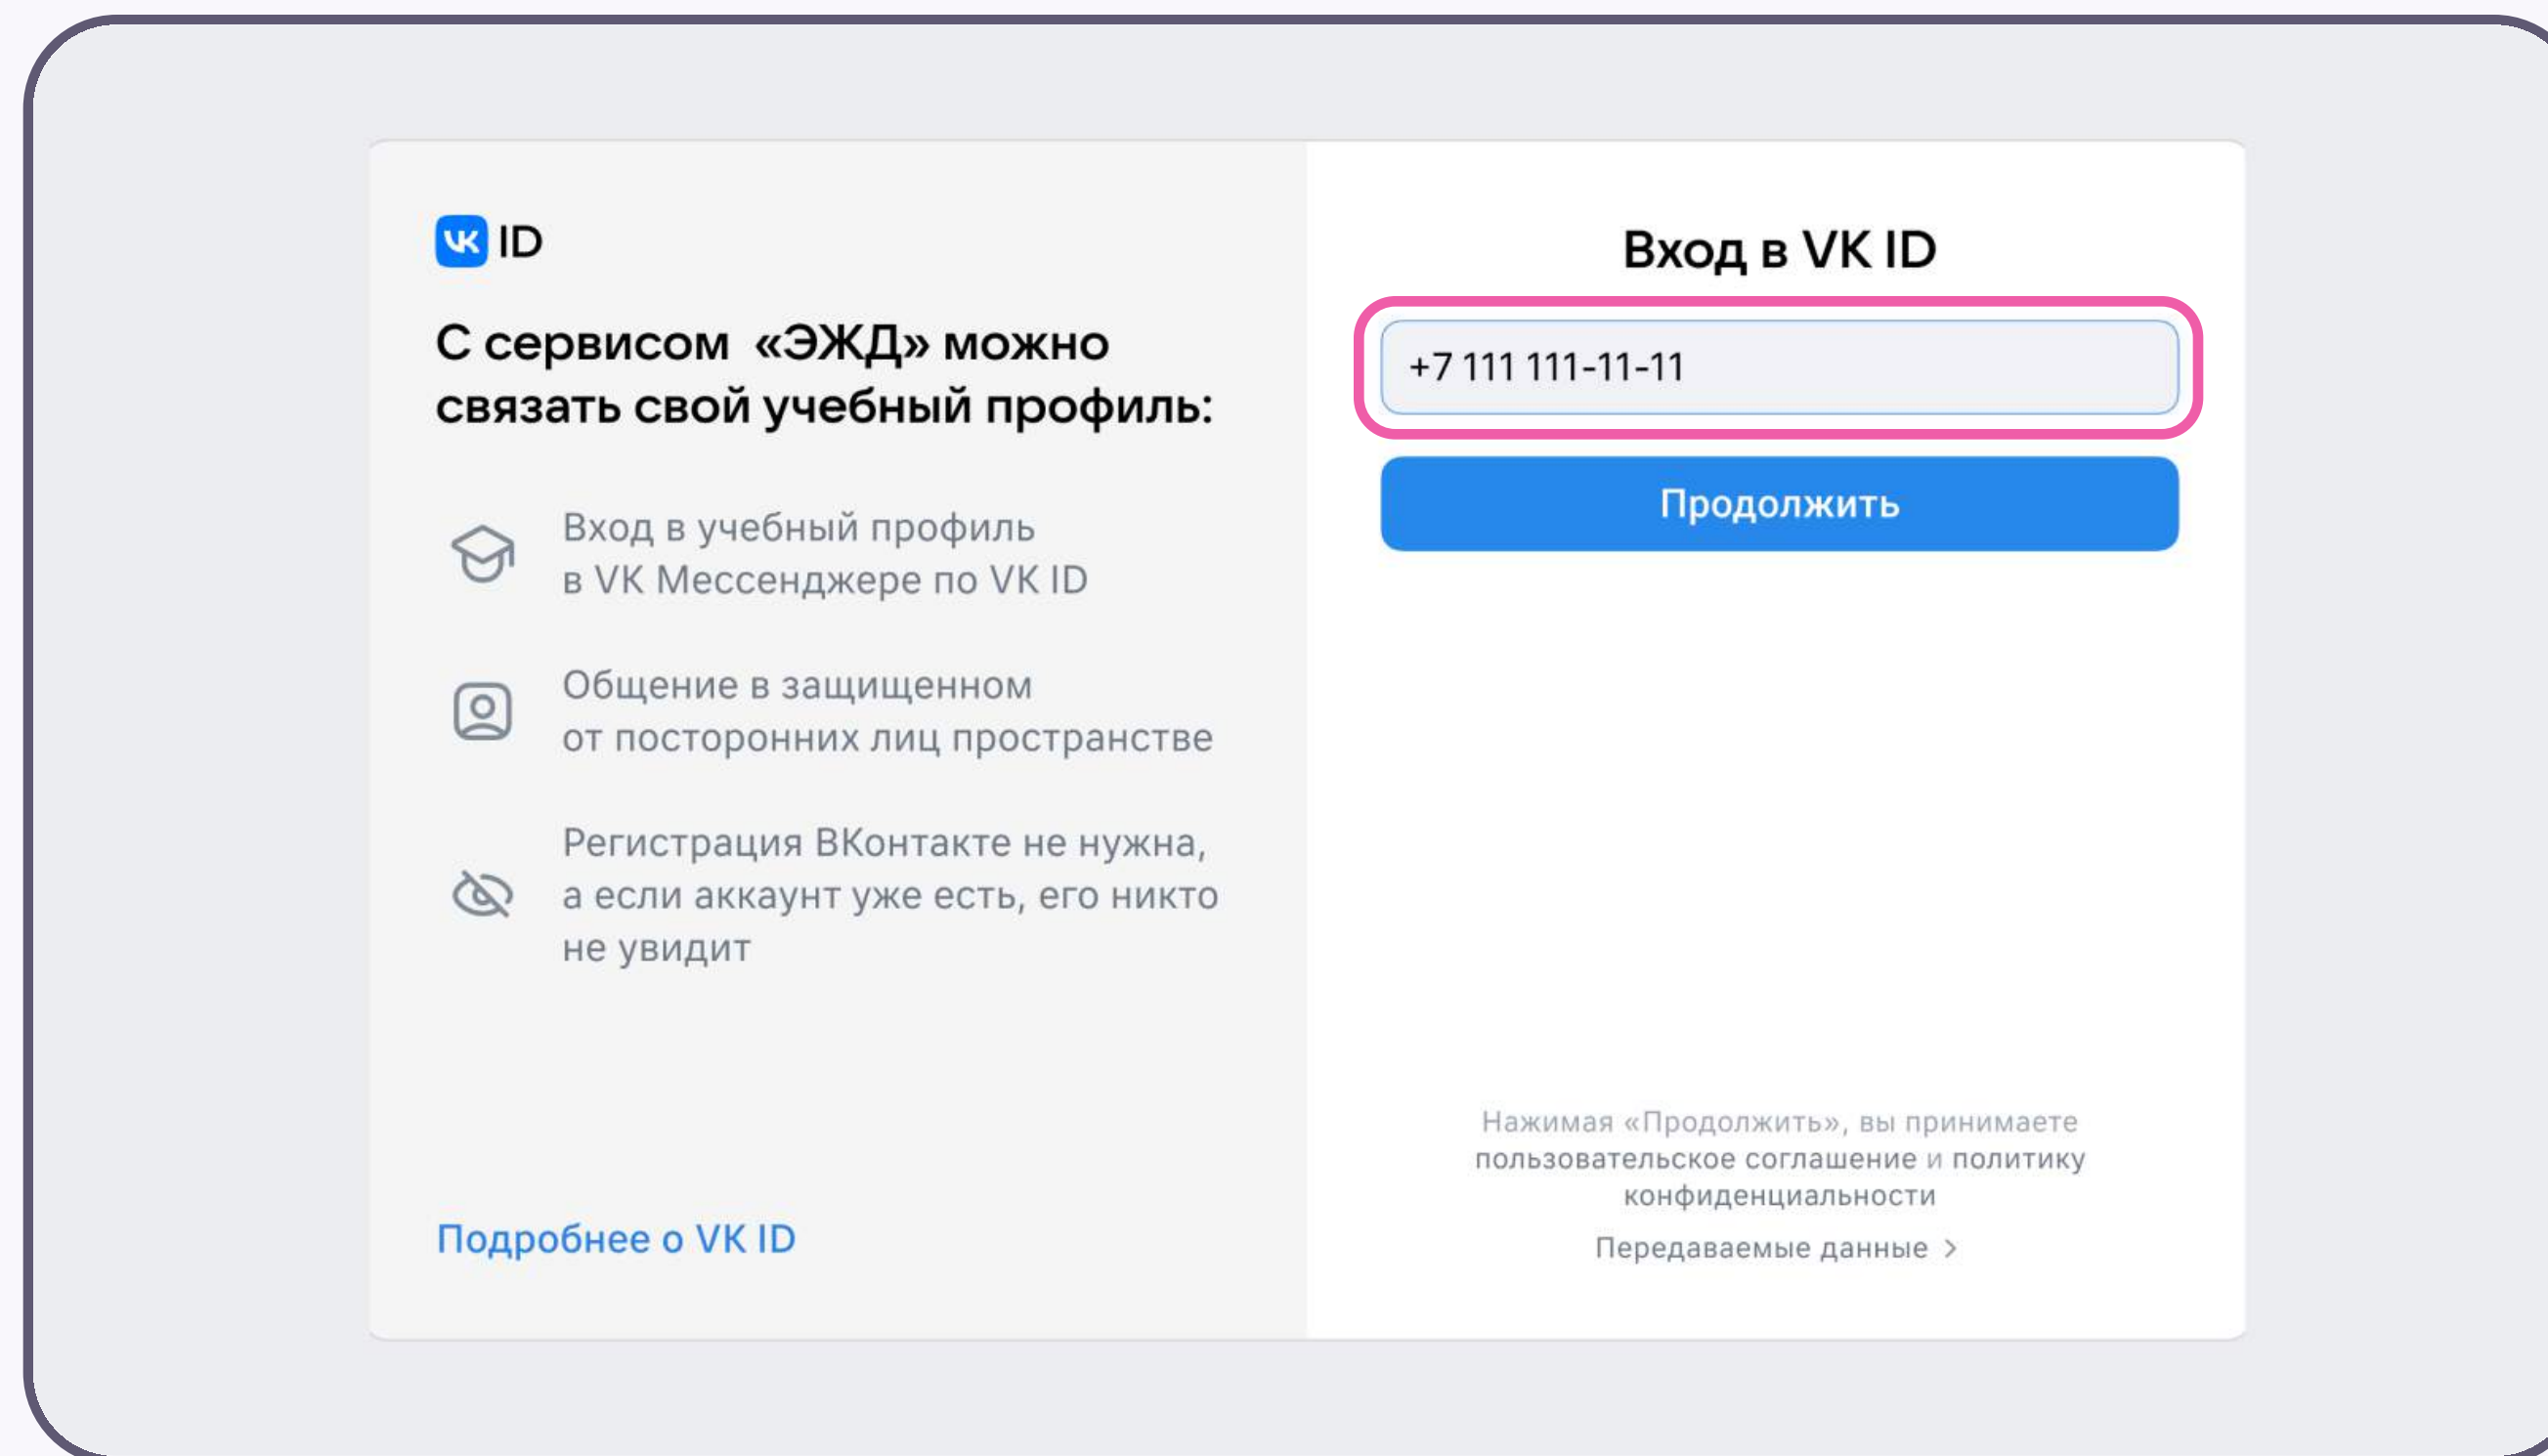 VK ID
С сервисом «ЭЖД» можно
связать свой учебный профиль:
Вход в учебный профиль
в VK Мессенджере по VK ID
Общение в защищенном
от посторонних лиц пространстве
Регистрация ВКонтакте не нужна,
а если аккаунт уже есть, его никто
не увидит
Подробнее о VK ID
Вход в VK ID
+7 111 111-11-11
Продолжить
Нажимая «Продолжить», вы принимаете
пользовательское соглашение и политику
конфиденциальности
Передаваемые данные >